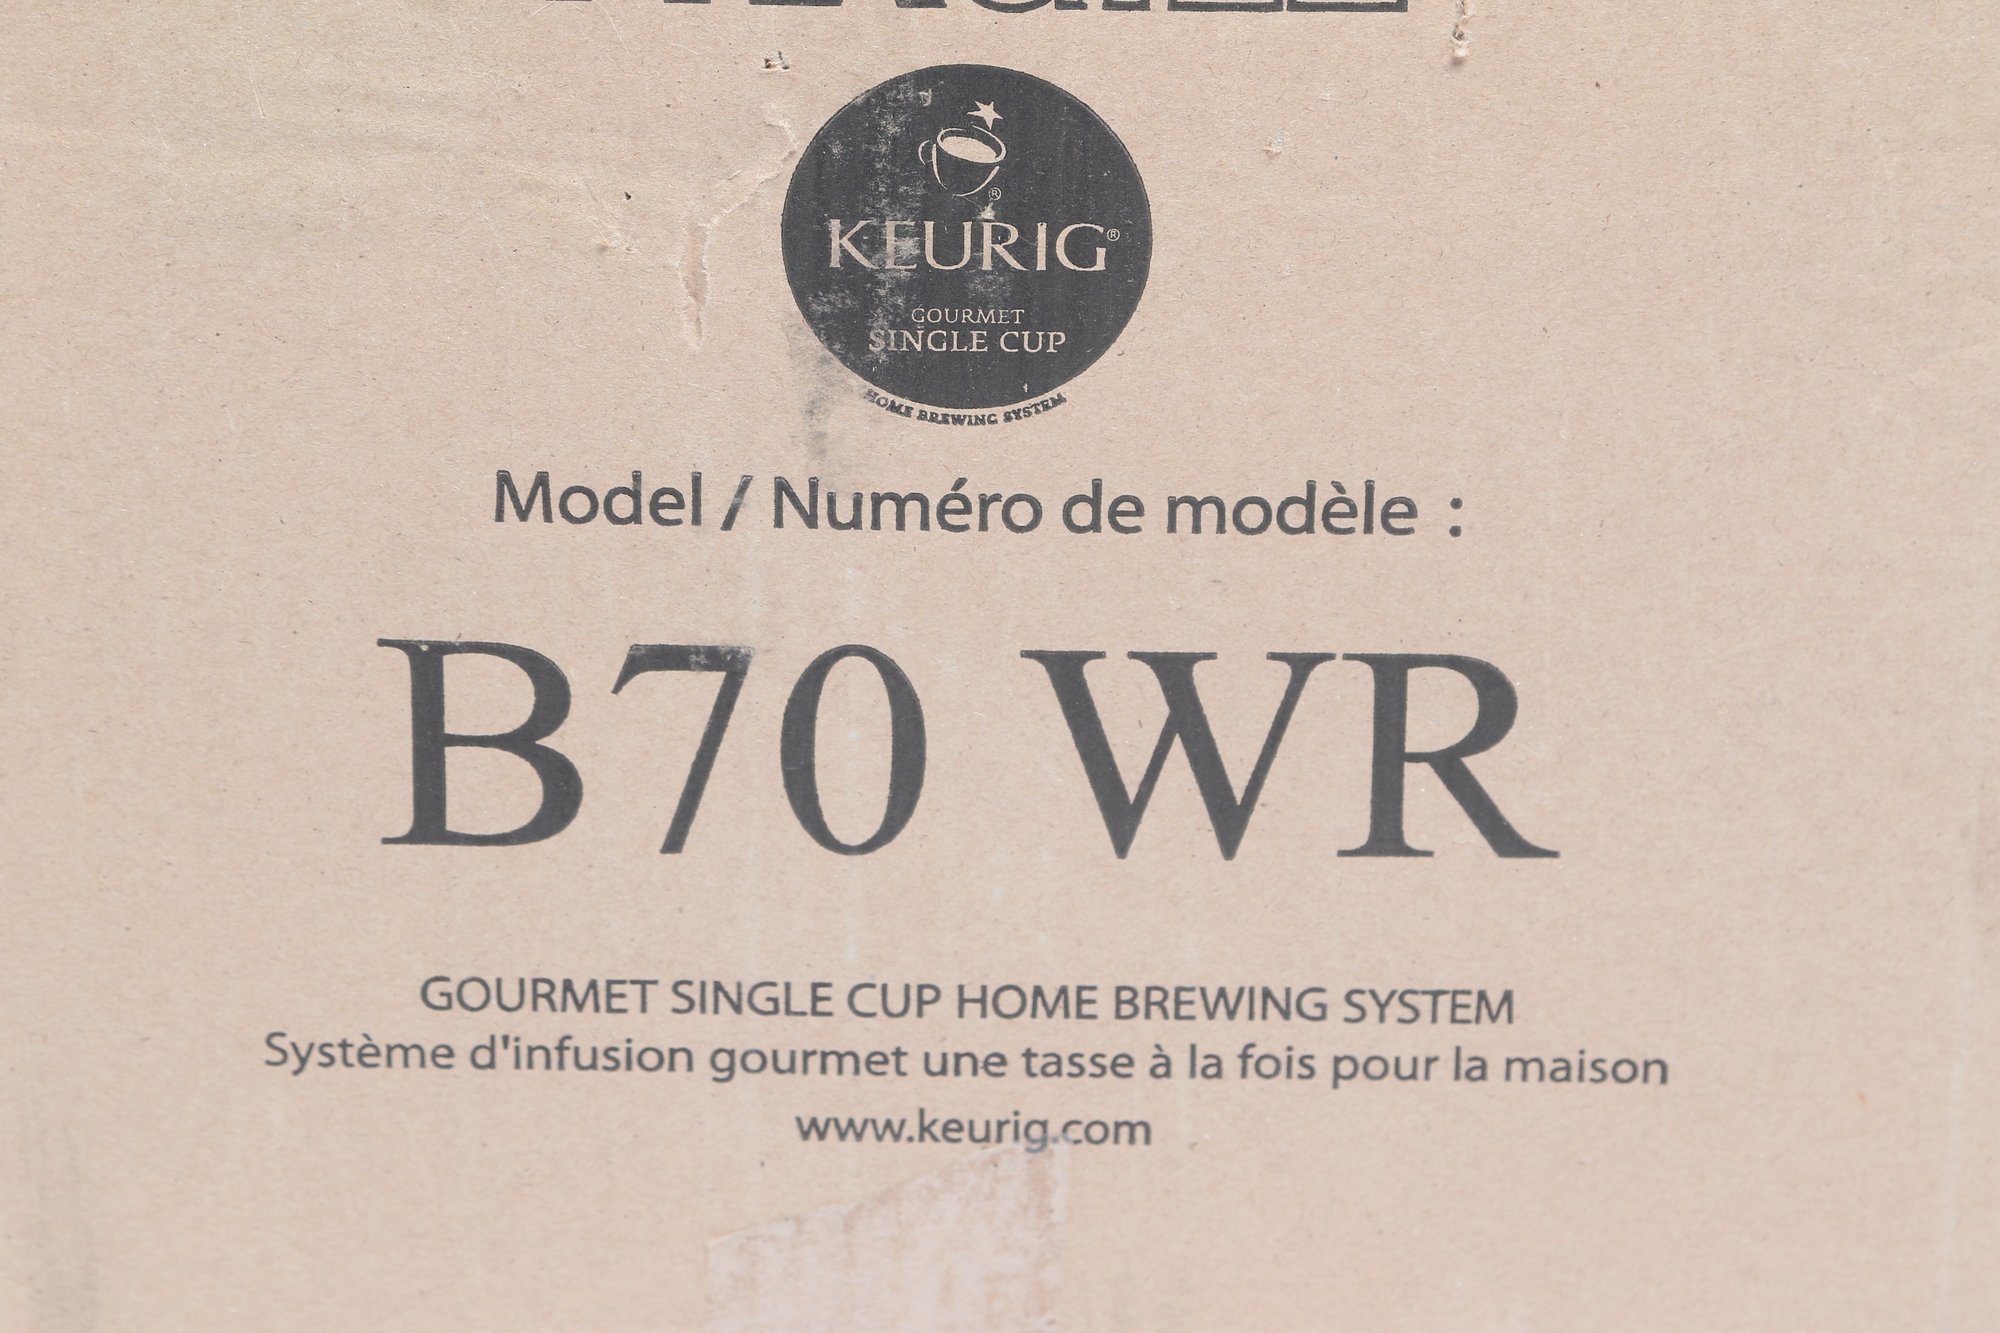 KEURIG®
GOURMET
SINGLE CUP
HOME BREWING SYSTEM
Model / Numéro de modèle :
B70 WR
GOURMET SINGLE CUP HOME BREWING SYSTEM
Système d'infusion gourmet une tasse à la fois pour la maison
www.keurig.com